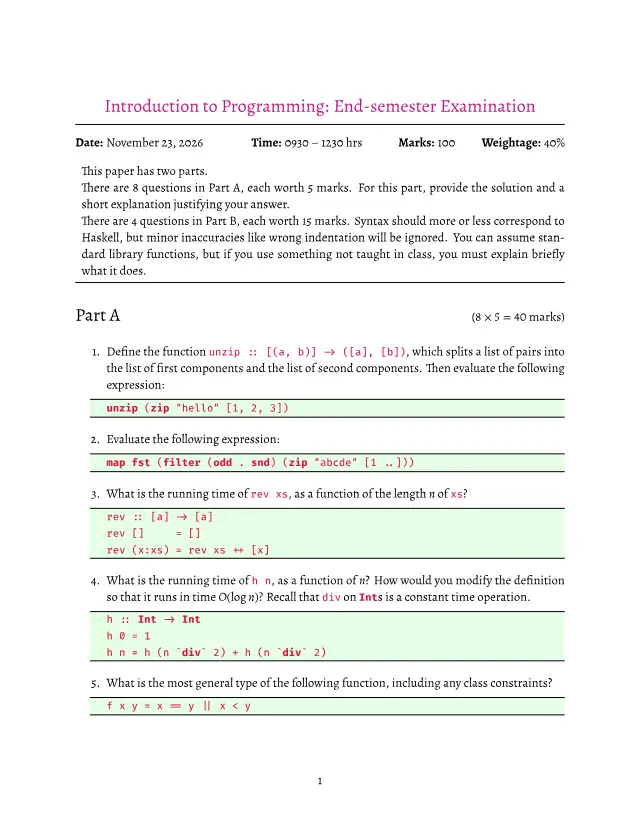 Introduction to Programming: End-semester Examination
Date: November 23, 2026 Time: 0930 – 1230 hrs Marks: 100 Weightage: 40%
This paper has two parts.
There are 8 questions in Part A, each worth 5 marks. For this part, provide the solution and a
short explanation justifying your answer.
There are 4 questions in Part B, each worth 15 marks. Syntax should more or less correspond to
Haskell, but minor inaccuracies like wrong indentation will be ignored. You can assume stan-
dard library functions, but if you use something not taught in class, you must explain briefly
what it does.
Part A (8 × 5 = 40 marks)
1. Define the function unzip :: [(a, b)] → ([a], [b]), which splits a list of pairs into
the list of first components and the list of second components. Then evaluate the following
expression:
unzip (zip "hello" [1, 2, 3])
2. Evaluate the following expression:
map fst (filter (odd . snd) (zip "abcde" [1 ..]))
3. What is the running time of rev xs, as a function of the length n of xs?
rev :: [a] → [a]
rev [] = []
rev (x:xs) = rev xs ++ [x]
4. What is the running time of h n, as a function of n? How would you modify the definition
so that it runs in time O(log n)? Recall that div on Ints is a constant time operation.
h :: Int → Int
h 0 = 1
h n = h (n `div` 2) + h (n `div` 2)
5. What is the most general type of the following function, including any class constraints?
f x y = x == y || x < y
1